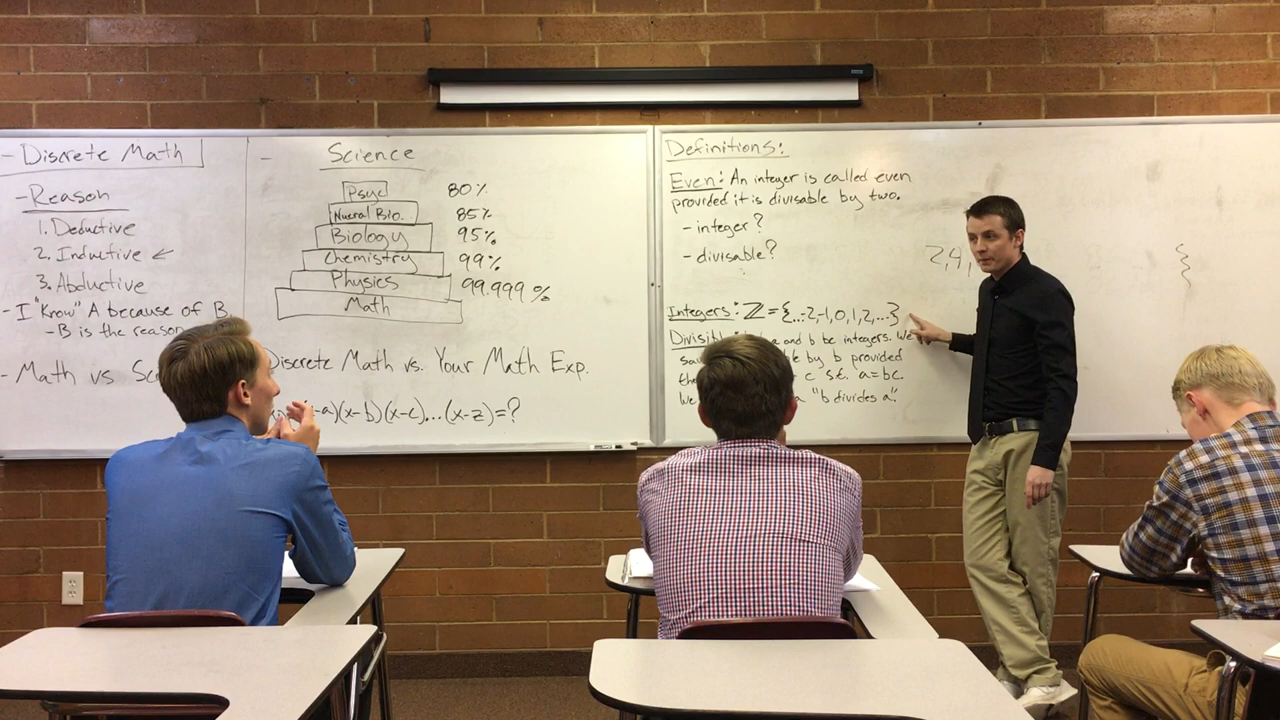 - Discrete Math
- Reason
1. Deductive
2. Inductive ←
3. Abductive
- I "Know" A because of B.
- B is the reason
- Math vs
- Science
Psyc 80%
Nueral Bio. 85%
Biology 95%
Chemistry 99%
Physics 99.999%
Math
Discrete Math vs. Your Math Exp.
-a)(x-b)(x-c)...(x-z)=?
Definitions:
Even: An integer is called even
provided it is divisable by two.
- integer?
- divisable?
2,4,
Integers: ℤ = {...-2,-1,0,1,2,...}
a and b be integers. We
by b provided
c s.t. a=bc.
"b divides a".